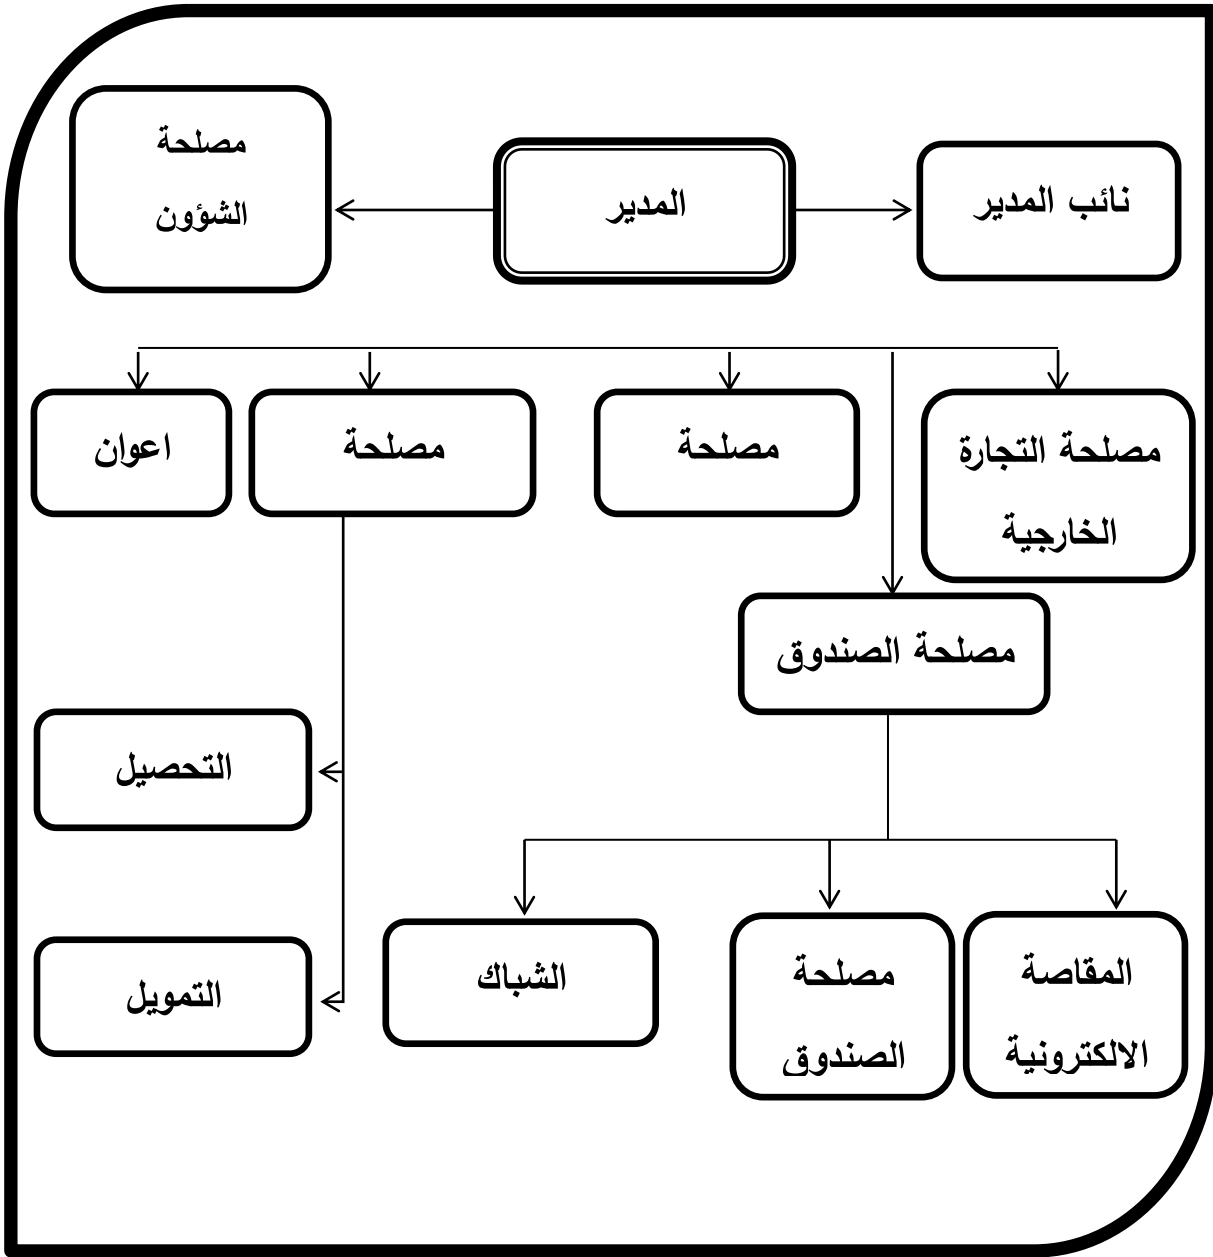 نائب المدير
المدير
مصلحة
الشؤون
مصلحة التجارة
الخارجية
مصلحة
مصلحة
اعوان
مصلحة الصندوق
التحصيل
المقاصة
الالكترونية
مصلحة
الصندوق
الشباك
التمويل